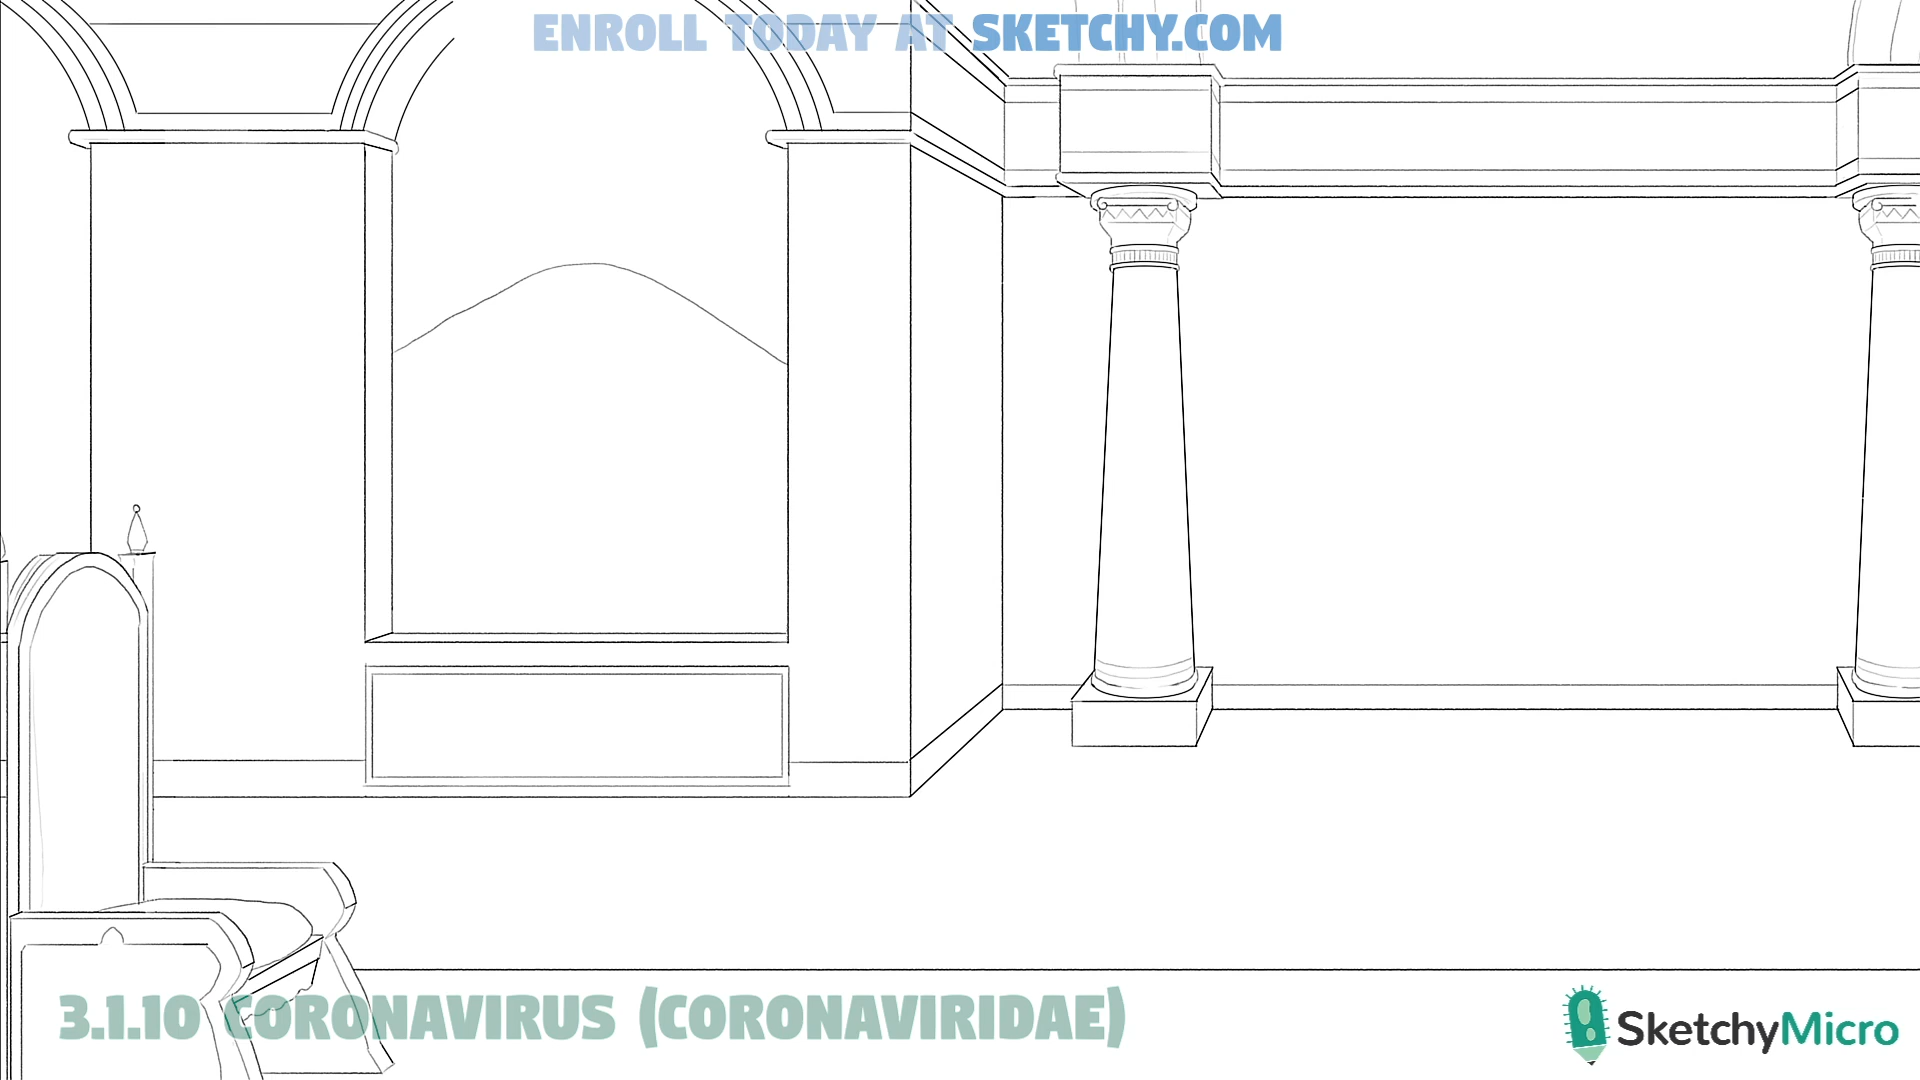 ENROLL TODAY AT SKETCHY.COM
3.1.10 CORONAVIRUS (CORONAVIRIDAE)
SketchyMicro